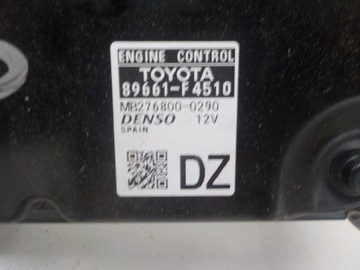 ENGINE CONTROL
TOYOTA
89661-F4510
MB276800-0290
DENSO 12V
SPAIN
DZ